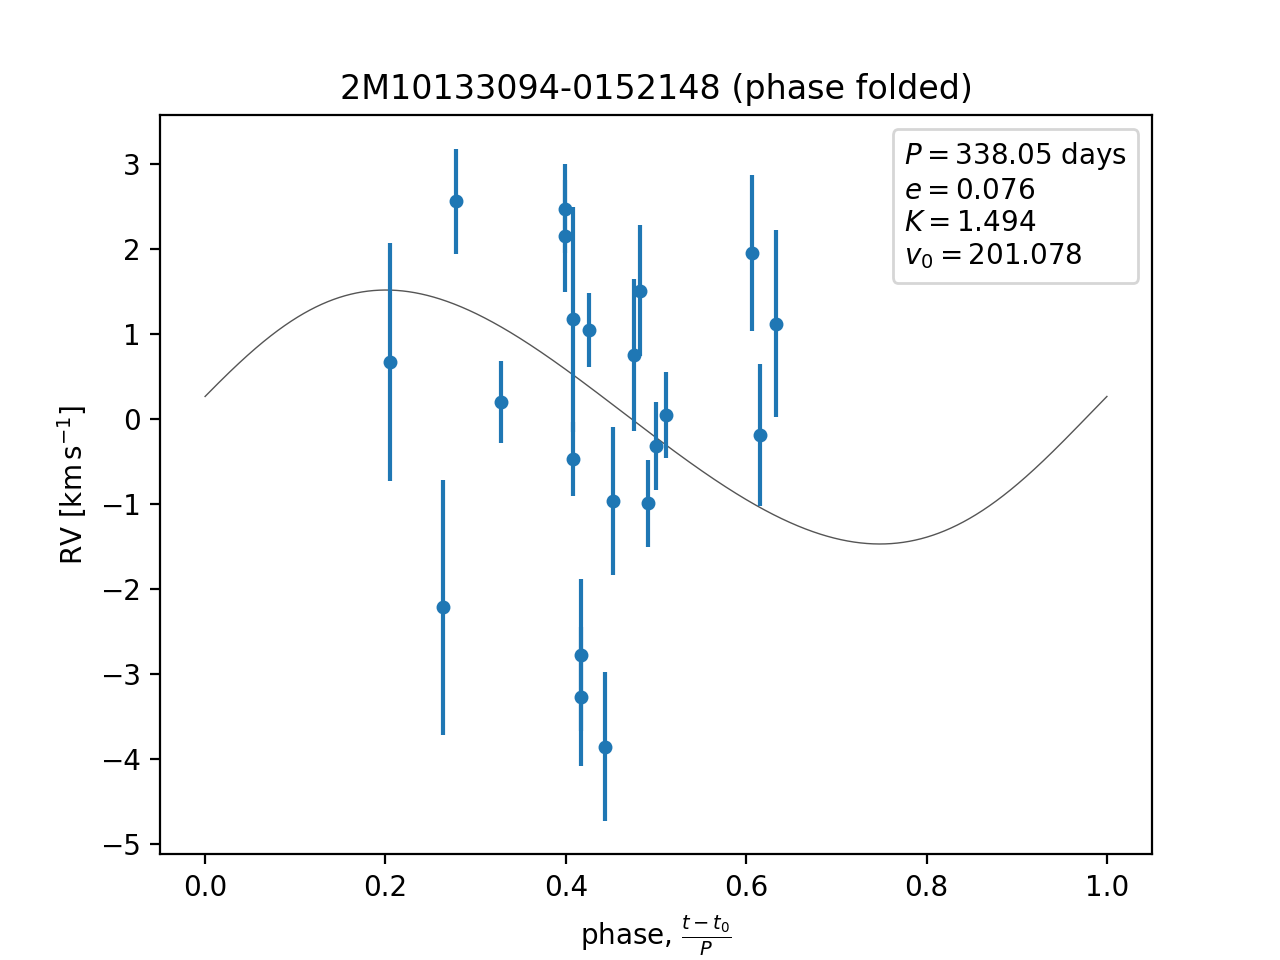 2M10133094-0152148 (phase folded)
P = 338.05 days
e = 0.076
K = 1.494
v₀ = 201.078
3
2
1
0
−1
−2
−3
−4
−5
RV [km s⁻¹]
0.0 0.2 0.4 0.6 0.8 1.0
phase, (t − t₀)/P